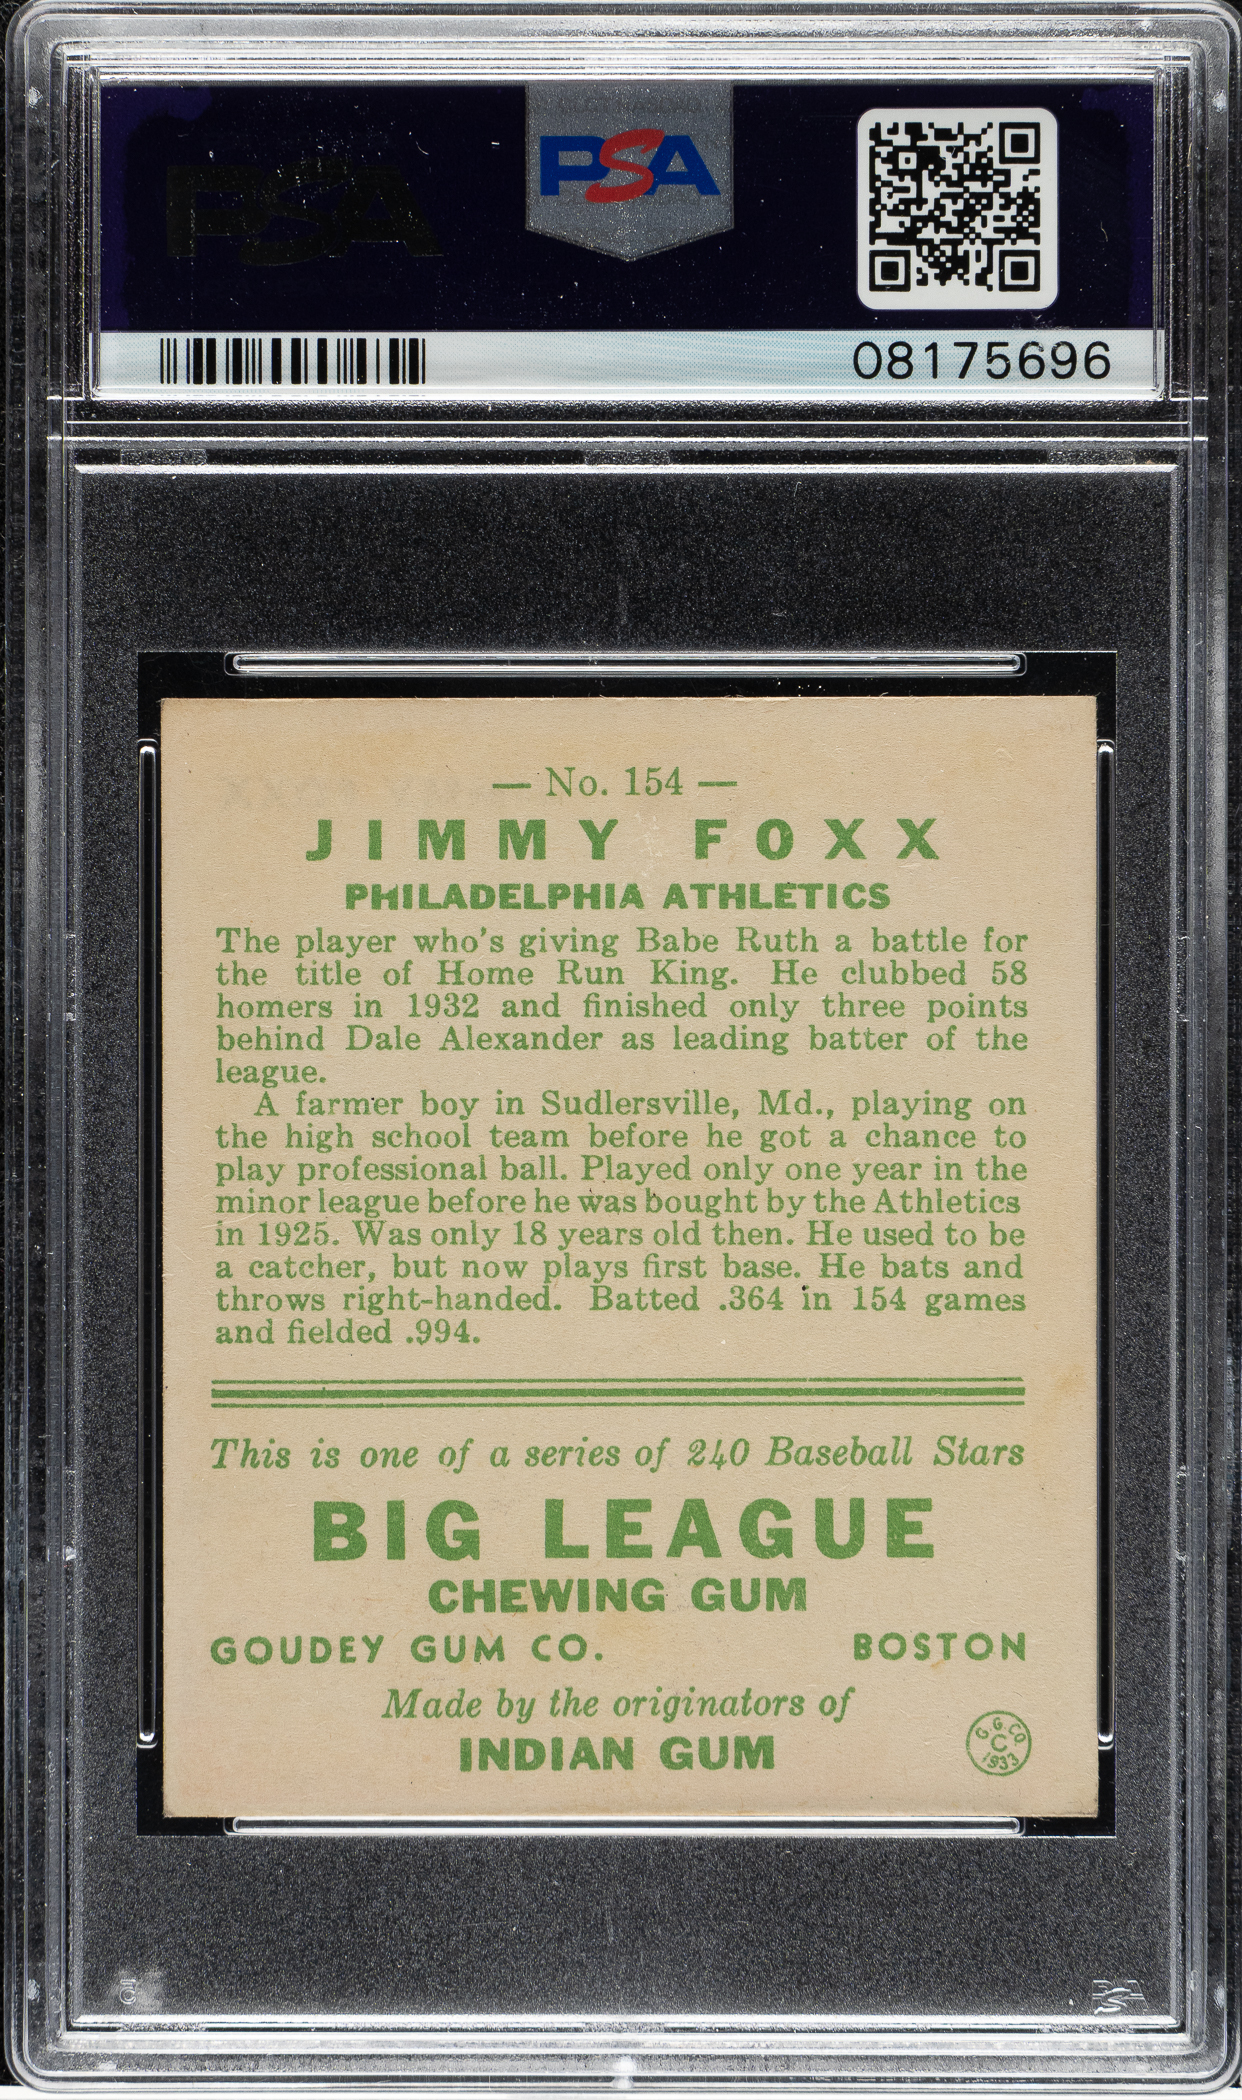 PSA
PSA
08175696
— No. 154 —
JIMMY FOXX
PHILADELPHIA ATHLETICS
The player who's giving Babe Ruth a battle for
the title of Home Run King. He clubbed 58
homers in 1932 and finished only three points
behind Dale Alexander as leading batter of the
league.
A farmer boy in Sudlersville, Md., playing on
the high school team before he got a chance to
play professional ball. Played only one year in the
minor league before he was bought by the Athletics
in 1925. Was only 18 years old then. He used to be
a catcher, but now plays first base. He bats and
throws right-handed. Batted .364 in 154 games
and fielded .994.
This is one of a series of 240 Baseball Stars
BIG LEAGUE
CHEWING GUM
GOUDEY GUM CO. BOSTON
Made by the originators of
INDIAN GUM
G.G.CO
C
1933
PSA